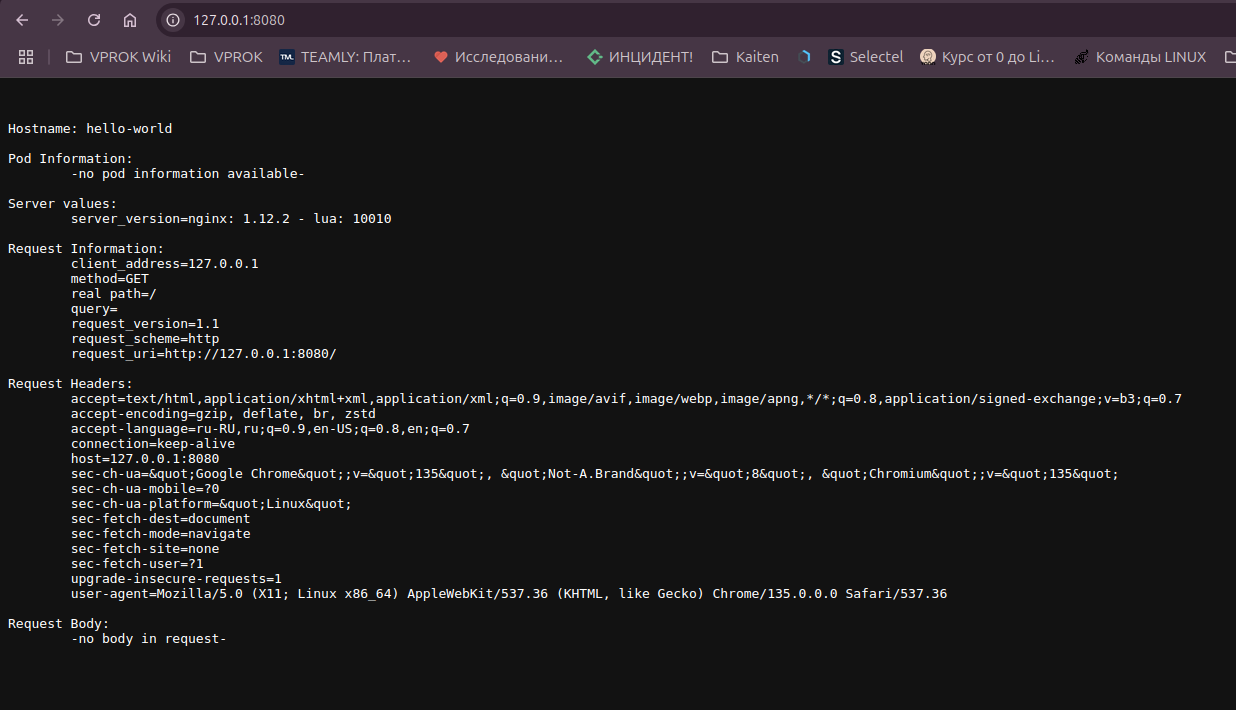 127.0.0.1:8080
VPROK Wiki VPROK TML TEAMLY: Плат... Исследовани... ИНЦИДЕНТ! Kaiten S Selectel Курс от 0 до Li... Команды LINUX
Hostname: hello-world
Pod Information:
-no pod information available-
Server values:
server_version=nginx: 1.12.2 - lua: 10010
Request Information:
client_address=127.0.0.1
method=GET
real path=/
query=
request_version=1.1
request_scheme=http
request_uri=http://127.0.0.1:8080/
Request Headers:
accept=text/html,application/xhtml+xml,application/xml;q=0.9,image/avif,image/webp,image/apng,*/*;q=0.8,application/signed-exchange;v=b3;q=0.7
accept-encoding=gzip, deflate, br, zstd
accept-language=ru-RU,ru;q=0.9,en-US;q=0.8,en;q=0.7
connection=keep-alive
host=127.0.0.1:8080
sec-ch-ua=&quot;Google Chrome&quot;;v=&quot;135&quot;, &quot;Not-A.Brand&quot;;v=&quot;8&quot;, &quot;Chromium&quot;;v=&quot;135&quot;
sec-ch-ua-mobile=?0
sec-ch-ua-platform=&quot;Linux&quot;
sec-fetch-dest=document
sec-fetch-mode=navigate
sec-fetch-site=none
sec-fetch-user=?1
upgrade-insecure-requests=1
user-agent=Mozilla/5.0 (X11; Linux x86_64) AppleWebKit/537.36 (KHTML, like Gecko) Chrome/135.0.0.0 Safari/537.36
Request Body:
-no body in request-